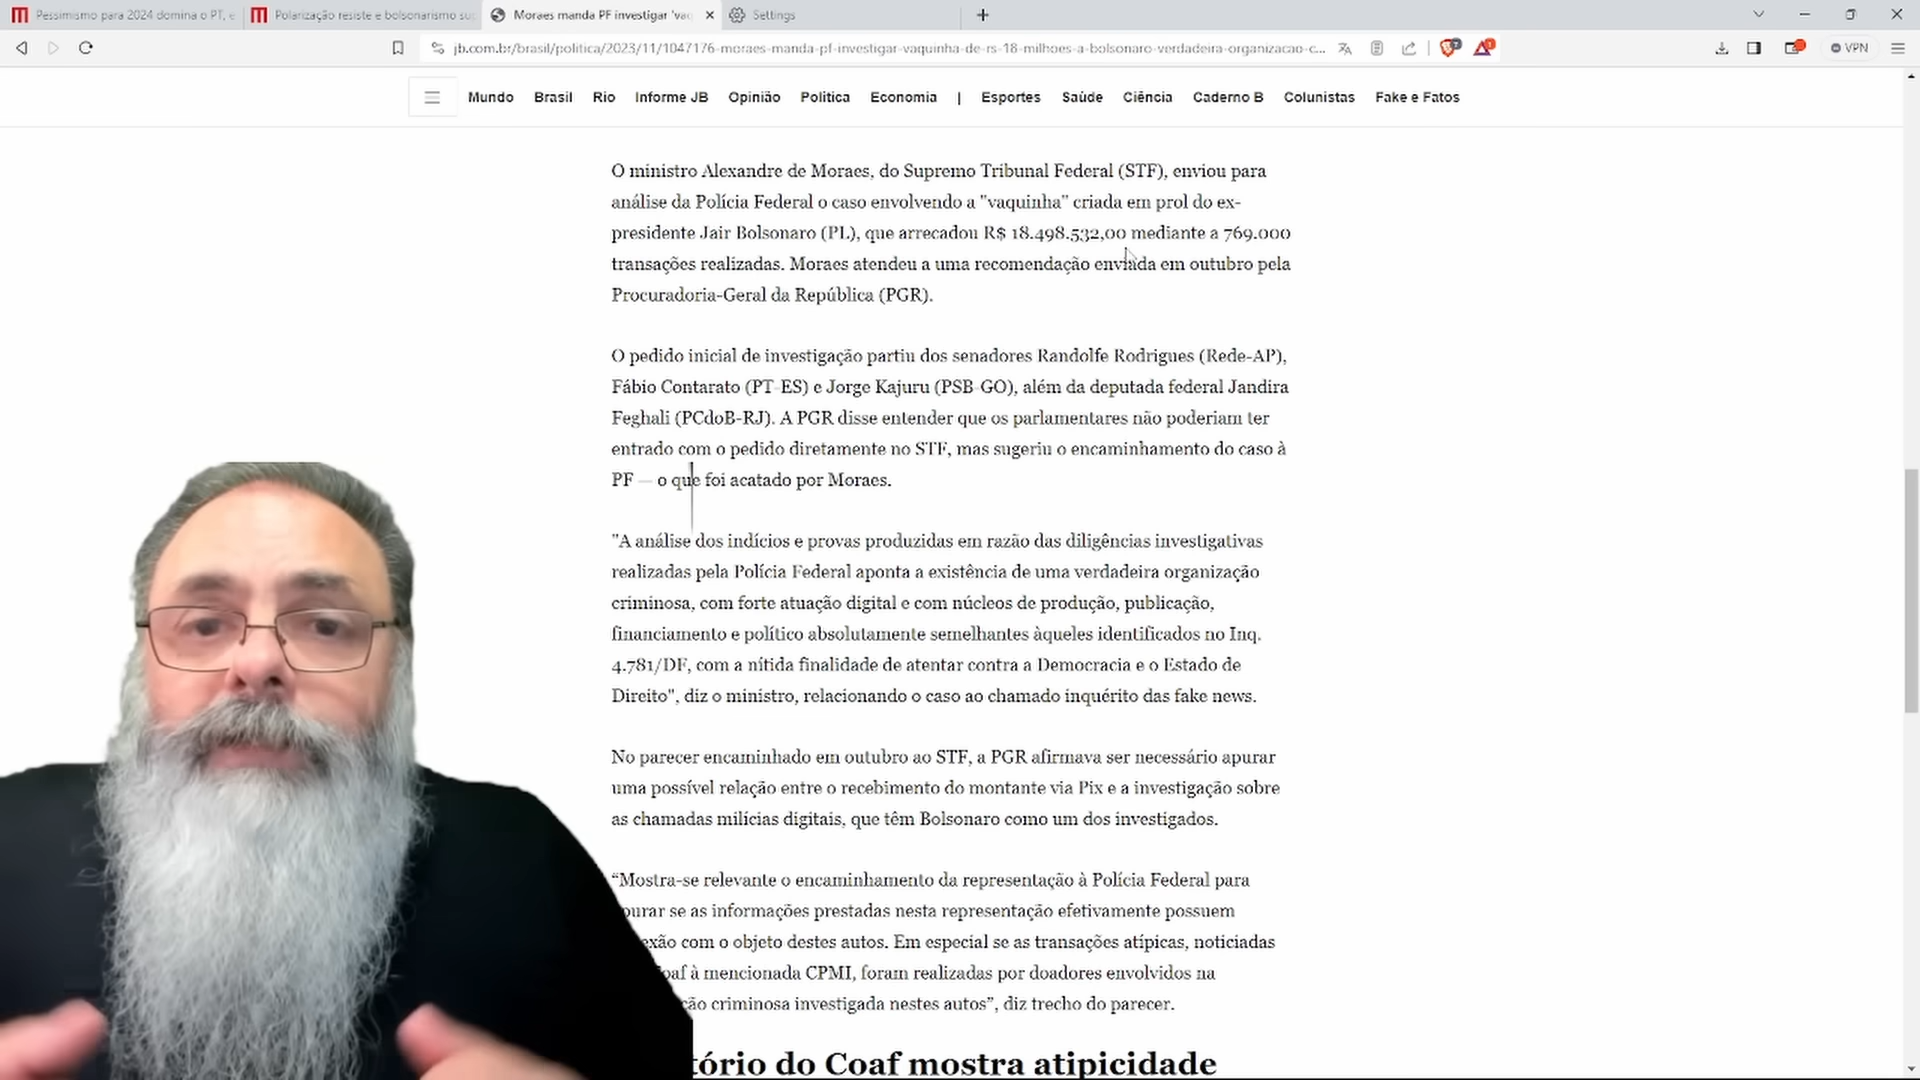 Pessimismo para 2024 domina o PT, e
Polarização resiste e bolsonarismo su
Moraes manda PF investigar 'va
Settings
jb.com.br/brasil/politica/2023/11/1047176-moraes-manda-pf-investigar-vaquinha-de-rs-18-milhoes-a-bolsonaro-verdadeira-organizacao-c...
VPN
Mundo Brasil Rio Informe JB Opinião Política Economia | Esportes Saúde Ciência Caderno B Colunistas Fake e Fatos
O ministro Alexandre de Moraes, do Supremo Tribunal Federal (STF), enviou para
análise da Polícia Federal o caso envolvendo a "vaquinha" criada em prol do ex-
presidente Jair Bolsonaro (PL), que arrecadou R$ 18.498.532,00 mediante a 769.000
transações realizadas. Moraes atendeu a uma recomendação enviada em outubro pela
Procuradoria-Geral da República (PGR).
O pedido inicial de investigação partiu dos senadores Randolfe Rodrigues (Rede-AP),
Fábio Contarato (PT-ES) e Jorge Kajuru (PSB-GO), além da deputada federal Jandira
Feghali (PCdoB-RJ). A PGR disse entender que os parlamentares não poderiam ter
entrado com o pedido diretamente no STF, mas sugeriu o encaminhamento do caso à
PF — o que foi acatado por Moraes.
"A análise dos indícios e provas produzidas em razão das diligências investigativas
realizadas pela Polícia Federal aponta a existência de uma verdadeira organização
criminosa, com forte atuação digital e com núcleos de produção, publicação,
financiamento e político absolutamente semelhantes àqueles identificados no Inq.
4.781/DF, com a nítida finalidade de atentar contra a Democracia e o Estado de
Direito", diz o ministro, relacionando o caso ao chamado inquérito das fake news.
No parecer encaminhado em outubro ao STF, a PGR afirmava ser necessário apurar
uma possível relação entre o recebimento do montante via Pix e a investigação sobre
as chamadas milícias digitais, que têm Bolsonaro como um dos investigados.
“Mostra-se relevante o encaminhamento da representação à Polícia Federal para
purar se as informações prestadas nesta representação efetivamente possuem
exão com o objeto destes autos. Em especial se as transações atípicas, noticiadas
oaf à mencionada CPMI, foram realizadas por doadores envolvidos na
ção criminosa investigada nestes autos”, diz trecho do parecer.
tório do Coaf mostra atipicidade